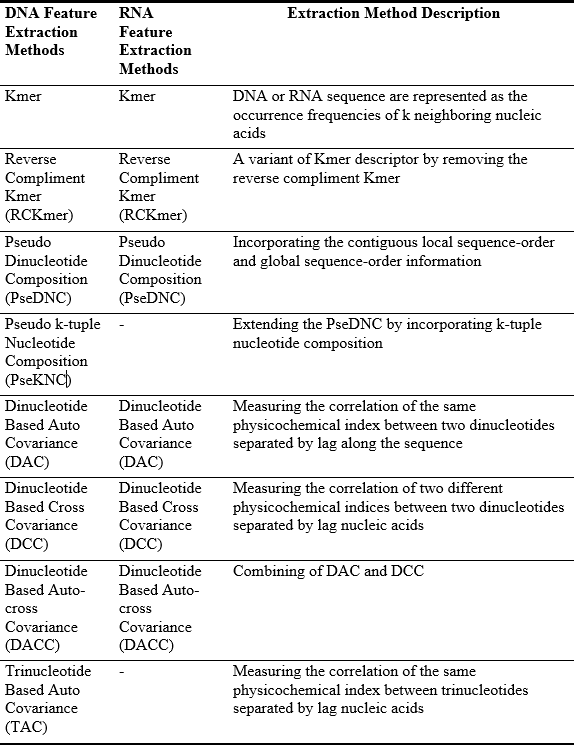 DNA Feature Extraction Methods | RNA Feature Extraction Methods | Extraction Method Description
Kmer | Kmer | DNA or RNA sequence are represented as the occurrence frequencies of k neighboring nucleic acids
Reverse Compliment Kmer (RCKmer) | Reverse Compliment Kmer (RCKmer) | A variant of Kmer descriptor by removing the reverse compliment Kmer
Pseudo Dinucleotide Composition (PseDNC) | Pseudo Dinucleotide Composition (PseDNC) | Incorporating the contiguous local sequence-order and global sequence-order information
Pseudo k-tuple Nucleotide Composition (PseKNC) | - | Extending the PseDNC by incorporating k-tuple nucleotide composition
Dinucleotide Based Auto Covariance (DAC) | Dinucleotide Based Auto Covariance (DAC) | Measuring the correlation of the same physicochemical index between two dinucleotides separated by lag along the sequence
Dinucleotide Based Cross Covariance (DCC) | Dinucleotide Based Cross Covariance (DCC) | Measuring the correlation of two different physicochemical indices between two dinucleotides separated by lag nucleic acids
Dinucleotide Based Auto-cross Covariance (DACC) | Dinucleotide Based Auto-cross Covariance (DACC) | Combining of DAC and DCC
Trinucleotide Based Auto Covariance (TAC) | - | Measuring the correlation of the same physicochemical index between trinucleotides separated by lag nucleic acids